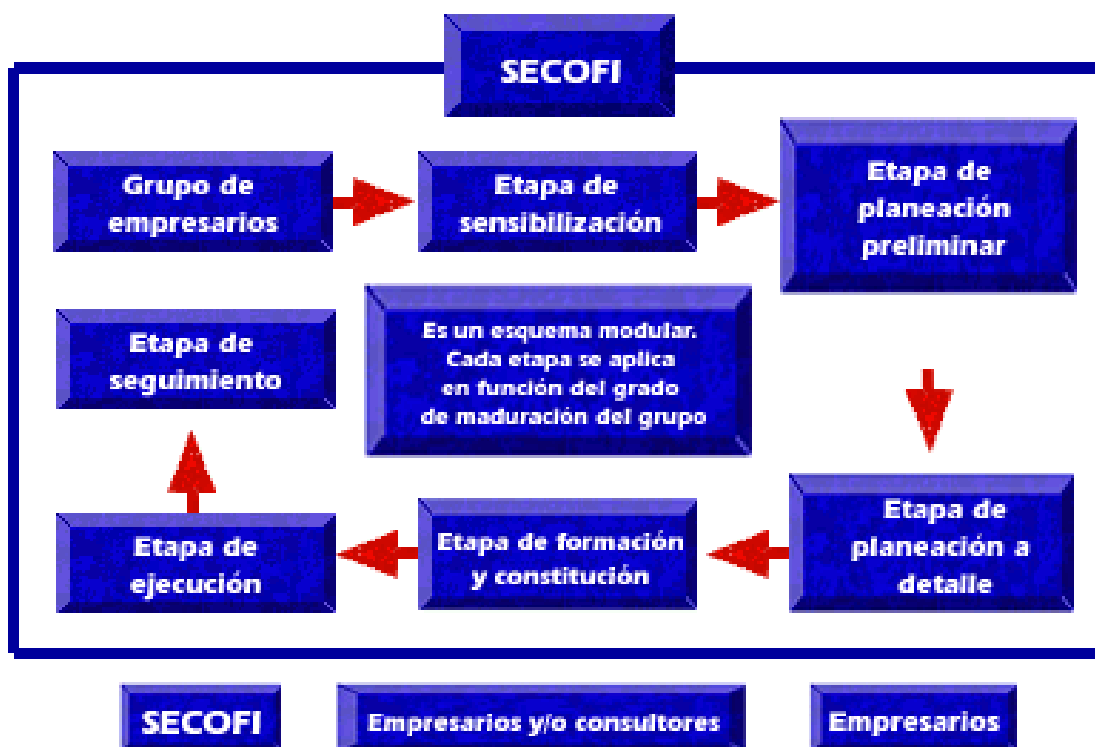 SECOFI
Grupo de
empresarios
Etapa de
sensibilización
Etapa de
planeación
preliminar
Etapa de
seguimiento
Es un esquema modular.
Cada etapa se aplica
en función del grado
de maduración del grupo
Etapa de
ejecución
Etapa de formación
y constitución
Etapa de
planeación a
detalle
SECOFI
Empresarios y/o consultores
Empresarios